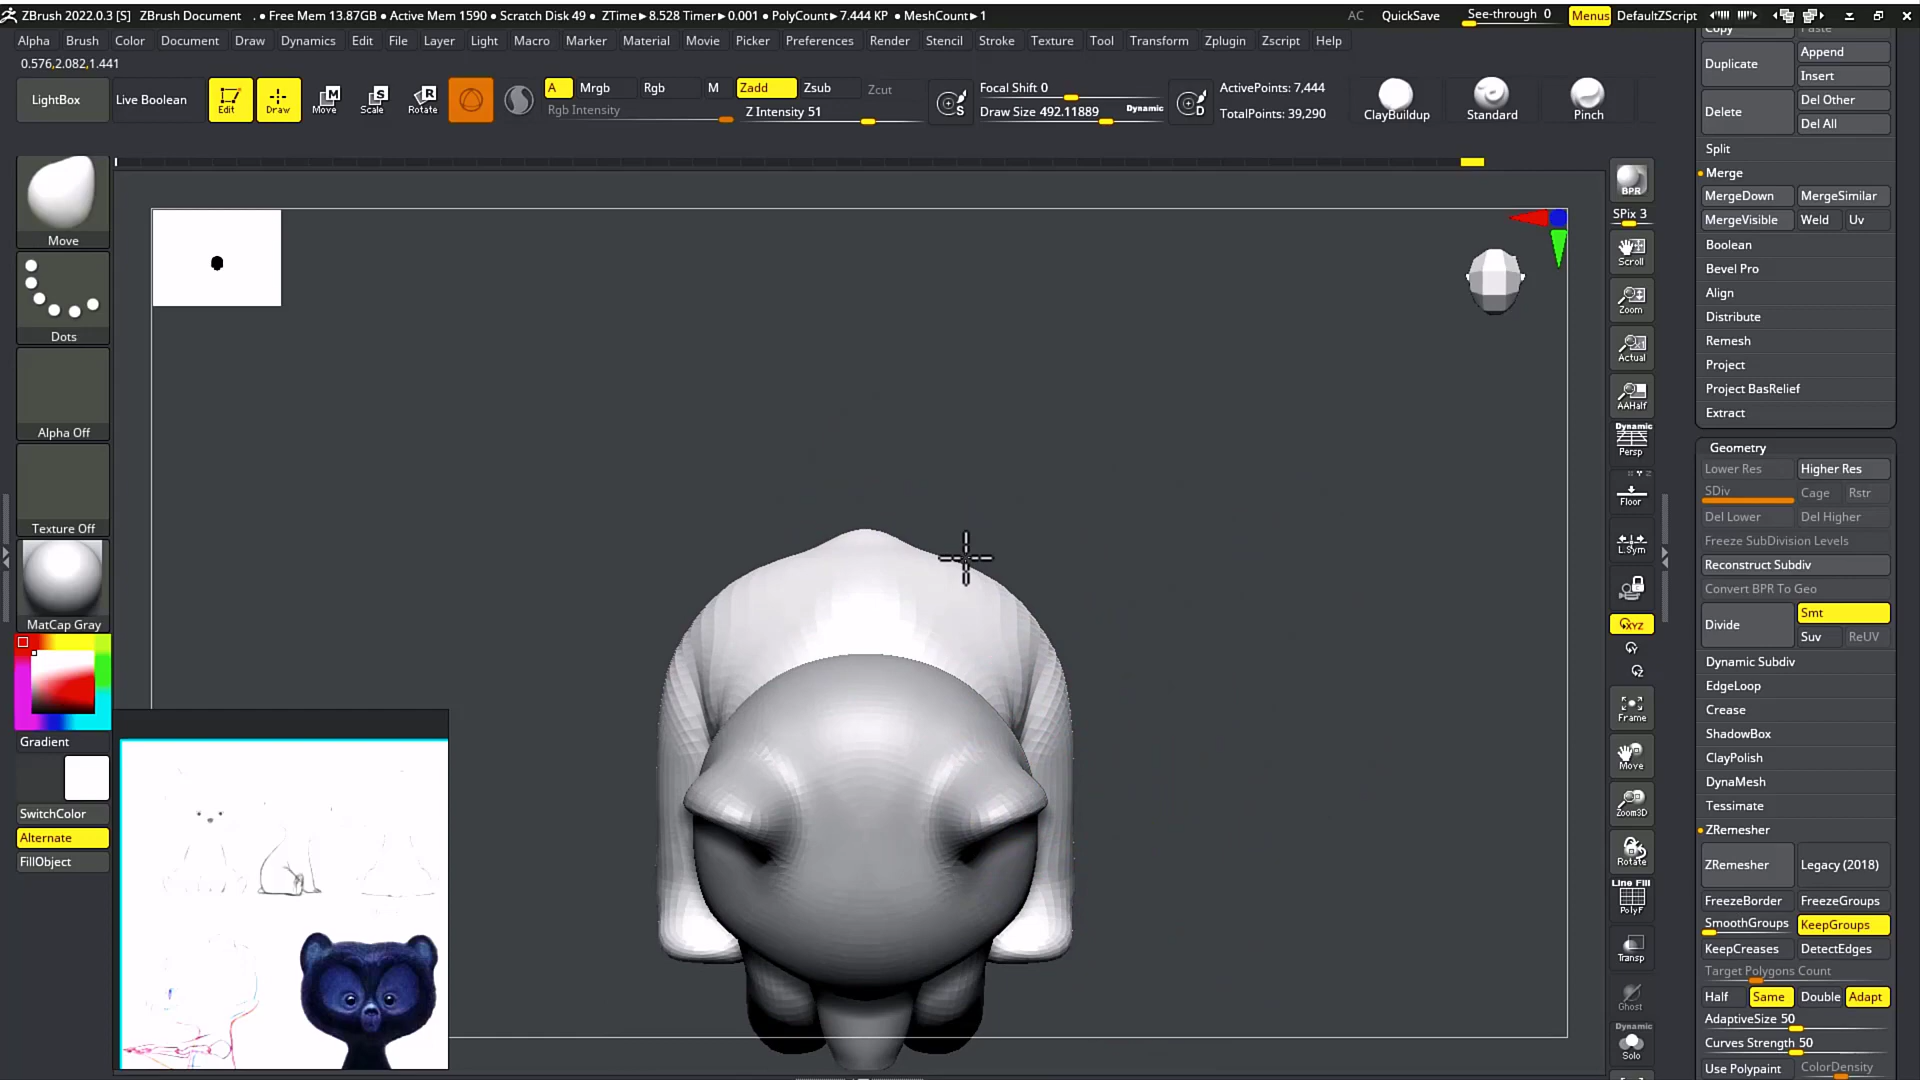 ZBrush 2022.0.3 [S] ZBrush Document . • Free Mem 13.87GB • Active Mem 1590 • Scratch Disk 49 • ZTime►8.528 Timer►0.001 • PolyCount►7.444 KP • MeshCount►1 AC QuickSave See-through 0 Menus DefaultZScript
Alpha Brush Color Document Draw Dynamics Edit File Layer Light Macro Marker Material Movie Picker Preferences Render Stencil Stroke Texture Tool Transform Zplugin Zscript Help
0.576,2.082,1.441
LightBox
Live Boolean
Edit
Draw
Move
Scale
Rotate
A Mrgb Rgb M
Rgb Intensity
Zadd Zsub Zcut
Z Intensity 51
S
Focal Shift 0
Draw Size 492.11889
Dynamic
D
ActivePoints: 7,444
TotalPoints: 39,290
ClayBuildup
Standard
Pinch
Move
Dots
Alpha Off
Texture Off
MatCap Gray
Gradient
SwitchColor
Alternate
FillObject
BPR
SPix 3
Scroll
Zoom
Actual
AAHalf
Dynamic
Persp
Floor
L.Sym
XYZ
Frame
Move
Zoom3D
Rotate
Line Fill
PolyF
Transp
Ghost
Dynamic
Solo
Copy Paste
Append
Duplicate
Insert
Del Other
Delete
Del All
Split
Merge
MergeDown MergeSimilar
MergeVisible Weld Uv
Boolean
Bevel Pro
Align
Distribute
Remesh
Project
Project BasRelief
Extract
Geometry
Lower Res Higher Res
SDiv Cage Rstr
Del Lower Del Higher
Freeze SubDivision Levels
Reconstruct Subdiv
Convert BPR To Geo
Divide Smt
Suv ReUV
Dynamic Subdiv
EdgeLoop
Crease
ShadowBox
ClayPolish
DynaMesh
Tessimate
ZRemesher
ZRemesher Legacy (2018)
FreezeBorder FreezeGroups
SmoothGroups KeepGroups
KeepCreases DetectEdges
Target Polygons Count
Half Same Double Adapt
AdaptiveSize 50
Curves Strength 50
Use Polypaint ColorDensity